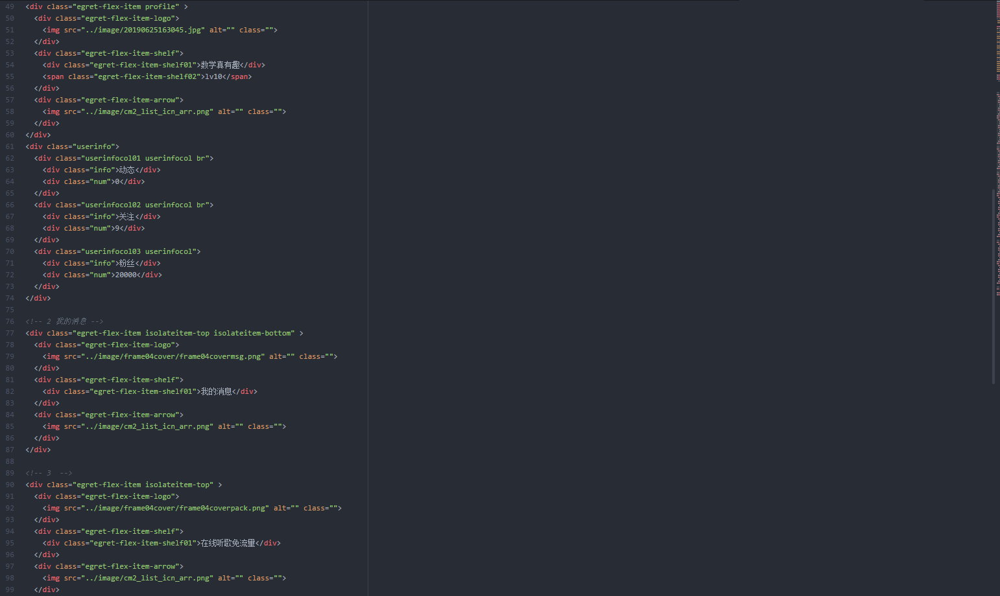 49 <div class="egret-flex-item profile" >
50 <div class="egret-flex-item-logo">
51 <img src="../image/20190625163045.jpg" alt="" class="">
52 </div>
53 <div class="egret-flex-item-shelf">
54 <div class="egret-flex-item-shelf01">数学真有趣</div>
55 <span class="egret-flex-item-shelf02">lv10</span>
56 </div>
57 <div class="egret-flex-item-arrow">
58 <img src="../image/cm2_list_icn_arr.png" alt="" class="">
59 </div>
60 </div>
61 <div class="userinfo">
62 <div class="userinfocol01 userinfocol br">
63 <div class="info">动态</div>
64 <div class="num">0</div>
65 </div>
66 <div class="userinfocol02 userinfocol br">
67 <div class="info">关注</div>
68 <div class="num">9</div>
69 </div>
70 <div class="userinfocol03 userinfocol">
71 <div class="info">粉丝</div>
72 <div class="num">20000</div>
73 </div>
74 </div>
75
76 <!-- 2 我的消息 -->
77 <div class="egret-flex-item isolateitem-top isolateitem-bottom" >
78 <div class="egret-flex-item-logo">
79 <img src="../image/frame04cover/frame04covermsg.png" alt="" class="">
80 </div>
81 <div class="egret-flex-item-shelf">
82 <div class="egret-flex-item-shelf01">我的消息</div>
83 </div>
84 <div class="egret-flex-item-arrow">
85 <img src="../image/cm2_list_icn_arr.png" alt="" class="">
86 </div>
87 </div>
88
89 <!-- 3  -->
90 <div class="egret-flex-item isolateitem-top" >
91 <div class="egret-flex-item-logo">
92 <img src="../image/frame04cover/frame04coverpack.png" alt="" class="">
93 </div>
94 <div class="egret-flex-item-shelf">
95 <div class="egret-flex-item-shelf01">在线听歌免流量</div>
96 </div>
97 <div class="egret-flex-item-arrow">
98 <img src="../image/cm2_list_icn_arr.png" alt="" class="">
99 </div>